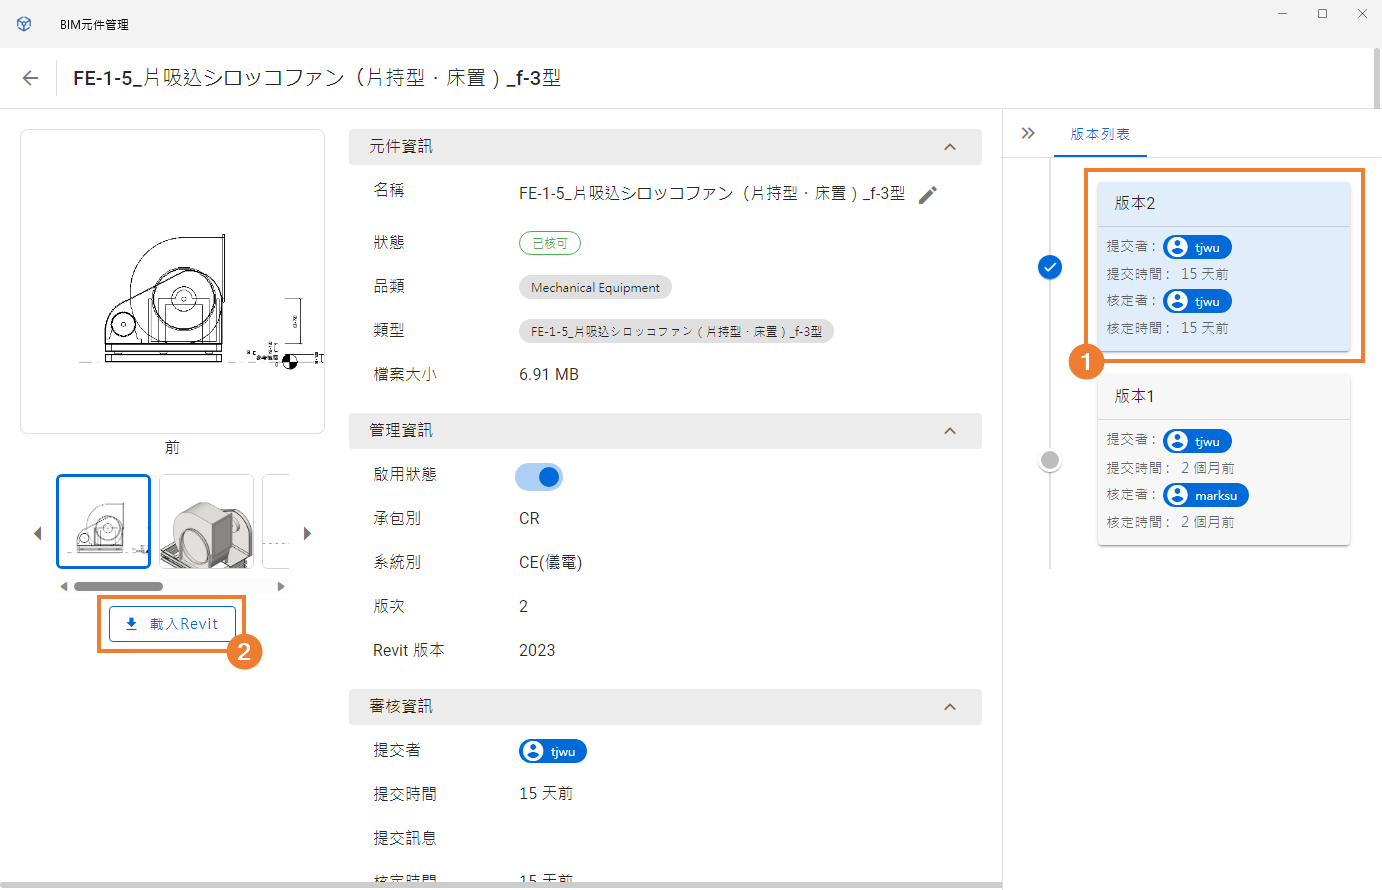 BIM元件管理
FE-1-5_片吸込シロッコファン（片持型・床置）_f-3型
前
載入Revit
2
元件資訊
名稱
FE-1-5_片吸込シロッコファン（片持型・床置）_f-3型
狀態
已核可
品類
Mechanical Equipment
類型
FE-1-5_片吸込シロッコファン（片持型・床置）_f-3型
檔案大小
6.91 MB
管理資訊
啟用狀態
承包別
CR
系統別
CE(儀電)
版次
2
Revit 版本
2023
審核資訊
提交者
tjwu
提交時間
15 天前
提交訊息
核定時間
15 天前
版本列表
版本2
提交者：
tjwu
提交時間： 15 天前
核定者：
tjwu
核定時間： 15 天前
1
版本1
提交者：
tjwu
提交時間： 2 個月前
核定者：
marksu
核定時間： 2 個月前